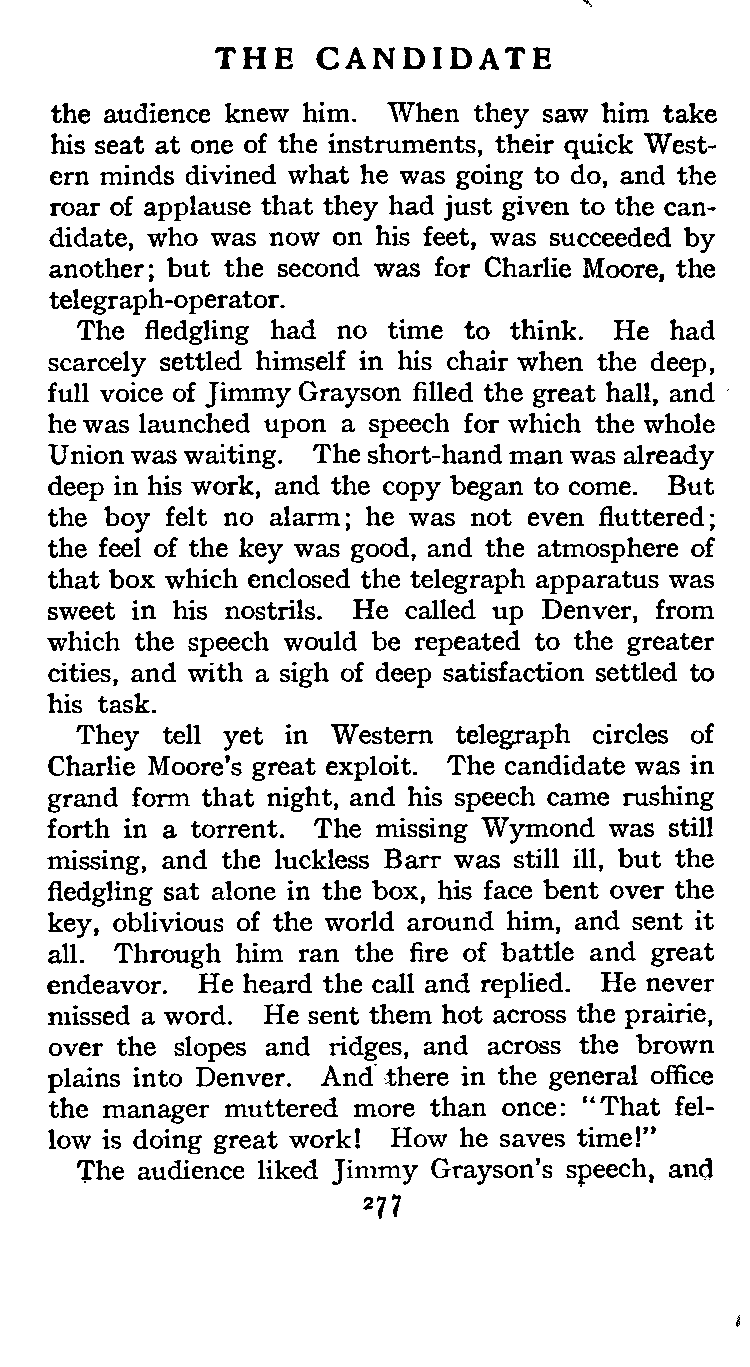 THE CANDIDATE
the audience knew him. When they saw him take
his seat at one of the instruments, their quick West-
ern minds divined what he was going to do, and the
roar of applause that they had just given to the can-
didate, who was now on his feet, was succeeded by
another; but the second was for Charlie Moore, the
telegraph-operator.
The fledgling had no time to think. He had
scarcely settled himself in his chair when the deep,
full voice of Jimmy Grayson filled the great hall, and
he was launched upon a speech for which the whole
Union was waiting. The short-hand man was already
deep in his work, and the copy began to come. But
the boy felt no alarm; he was not even fluttered;
the feel of the key was good, and the atmosphere of
that box which enclosed the telegraph apparatus was
sweet in his nostrils. He called up Denver, from
which the speech would be repeated to the greater
cities, and with a sigh of deep satisfaction settled to
his task.
They tell yet in Western telegraph circles of
Charlie Moore's great exploit. The candidate was in
grand form that night, and his speech came rushing
forth in a torrent. The missing Wymond was still
missing, and the luckless Barr was still ill, but the
fledgling sat alone in the box, his face bent over the
key, oblivious of the world around him, and sent it
all. Through him ran the fire of battle and great
endeavor. He heard the call and replied. He never
missed a word. He sent them hot across the prairie,
over the slopes and ridges, and across the brown
plains into Denver. And there in the general office
the manager muttered more than once: "That fel-
low is doing great work! How he saves time!"
The audience liked Jimmy Grayson's speech, and
277